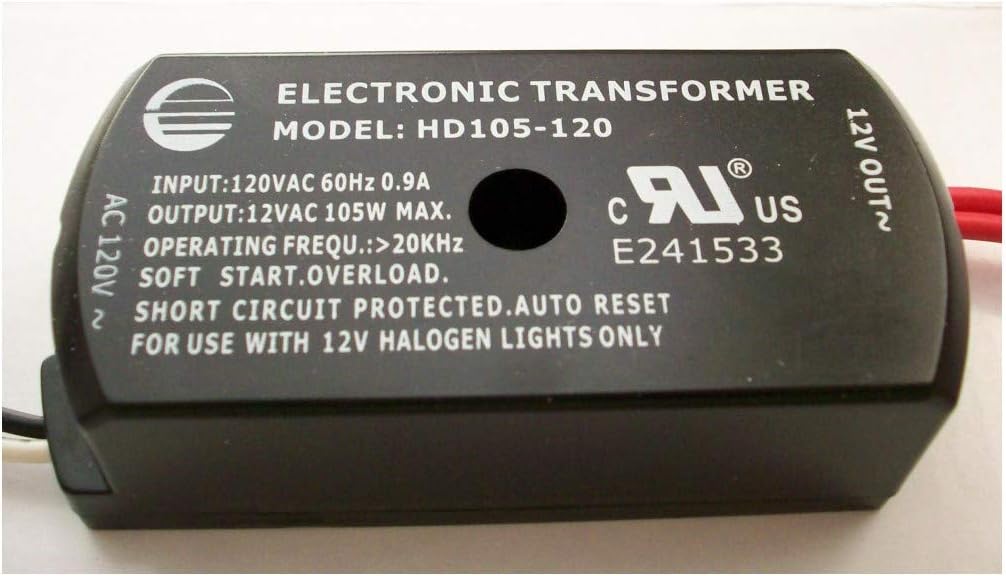 ELECTRONIC TRANSFORMER
MODEL: HD105-120
INPUT:120VAC 60Hz 0.9A
OUTPUT:12VAC 105W MAX.
OPERATING FREQU.:>20KHz
SOFT START.OVERLOAD.
SHORT CIRCUIT PROTECTED.AUTO RESET
FOR USE WITH 12V HALOGEN LIGHTS ONLY
AC 120V ~
C RU® US
E241533
12V OUT~